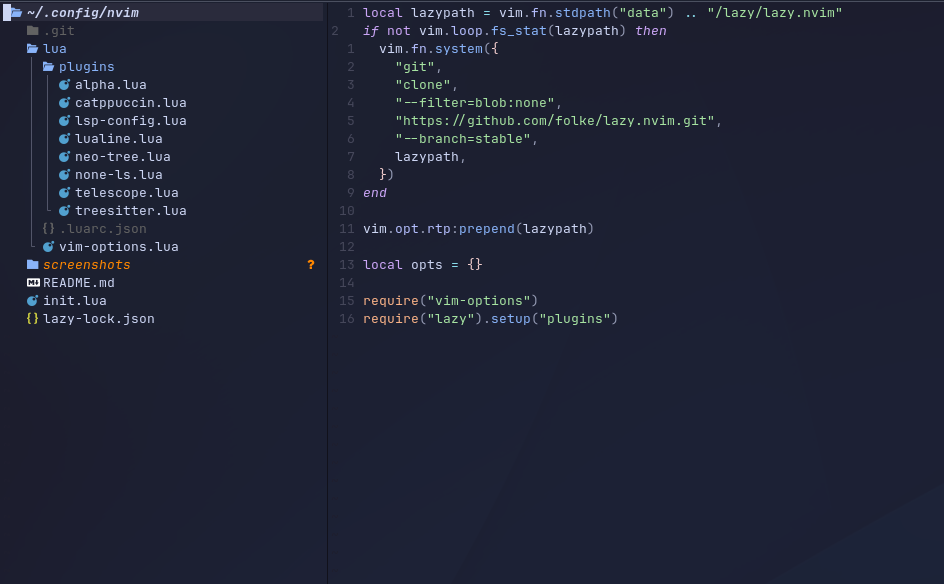 ~/.config/nvim
.git
lua
plugins
alpha.lua
catppuccin.lua
lsp-config.lua
lualine.lua
neo-tree.lua
none-ls.lua
telescope.lua
treesitter.lua
{} .luarc.json
vim-options.lua
screenshots ?
README.md
init.lua
{} lazy-lock.json
1 local lazypath = vim.fn.stdpath("data") .. "/lazy/lazy.nvim"
2 if not vim.loop.fs_stat(lazypath) then
1 vim.fn.system({
2 "git",
3 "clone",
4 "--filter=blob:none",
5 "https://github.com/folke/lazy.nvim.git",
6 "--branch=stable",
7 lazypath,
8 })
9 end
10
11 vim.opt.rtp:prepend(lazypath)
12
13 local opts = {}
14
15 require("vim-options")
16 require("lazy").setup("plugins")